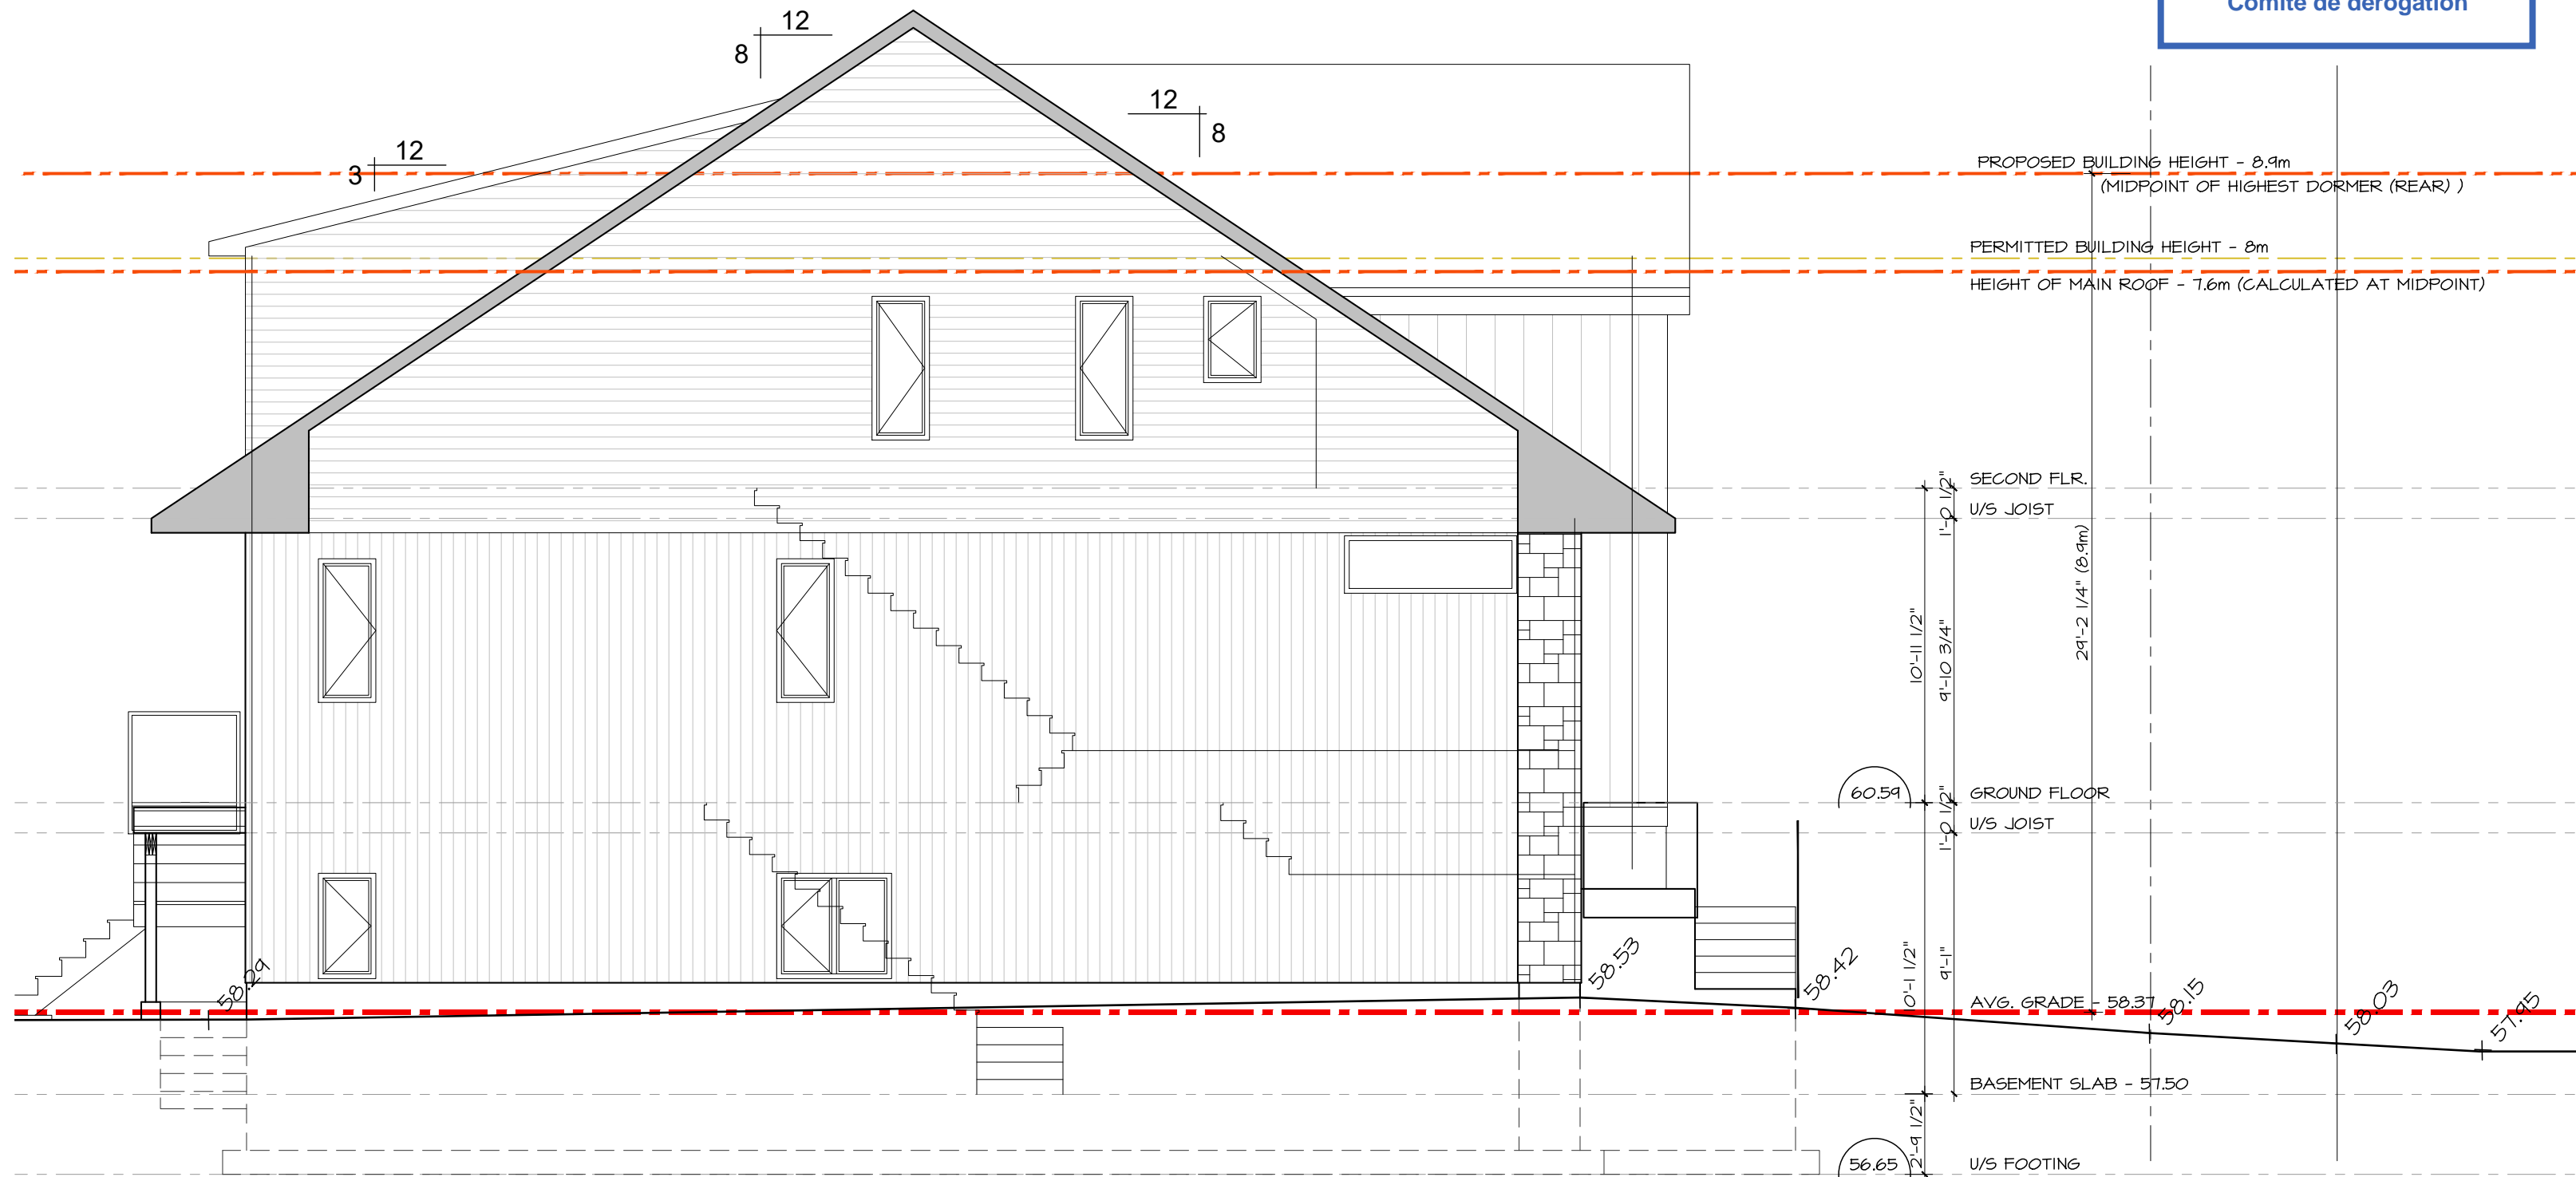 Comité de dérogation
12
8
12
8
12
3
PROPOSED BUILDING HEIGHT - 8.9m
(MIDPOINT OF HIGHEST DORMER (REAR) )
PERMITTED BUILDING HEIGHT - 8m
HEIGHT OF MAIN ROOF - 7.6m (CALCULATED AT MIDPOINT)
SECOND FLR.
1'-0 1/2"
U/S JOIST
29'-2 1/4" (8.9m)
10'-11 1/2"
9'-10 3/4"
60.59
GROUND FLOOR
1'-0 1/2"
U/S JOIST
10'-1 1/2"
9'-1"
58.29
58.53
58.42
AVG. GRADE - 58.37
58.15
58.03
57.95
BASEMENT SLAB - 57.50
2'-9 1/2"
56.65
U/S FOOTING